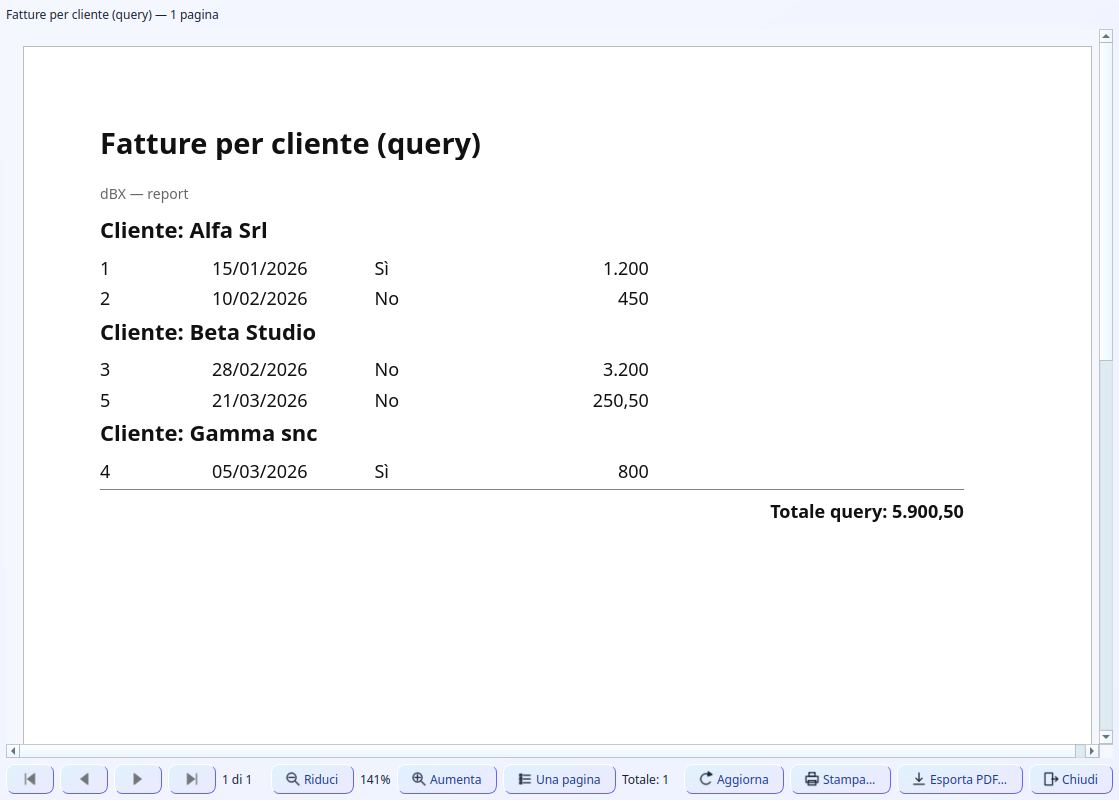 Fatture per cliente (query) — 1 pagina
Fatture per cliente (query)
dBX — report
Cliente: Alfa Srl
1 15/01/2026 Sì 1.200
2 10/02/2026 No 450
Cliente: Beta Studio
3 28/02/2026 No 3.200
5 21/03/2026 No 250,50
Cliente: Gamma snc
4 05/03/2026 Sì 800
Totale query: 5.900,50
1 di 1 Riduci 141% Aumenta Una pagina Totale: 1 Aggiorna Stampa... Esporta PDF... Chiudi